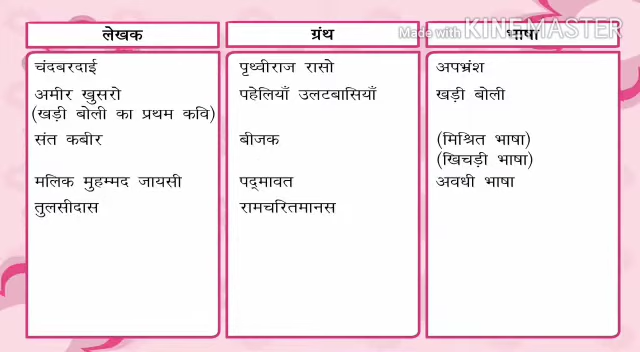 लेखक
ग्रंथ
भाषा
Made with KINEMASTER
चंदबरदाई
पृथ्वीराज रासो
अपभ्रंश
अमीर खुसरो
पहेलियाँ उलटबासियाँ
खड़ी बोली
(खड़ी बोली का प्रथम कवि)
संत कबीर
बीजक
(मिश्रित भाषा)
(खिचड़ी भाषा)
मलिक मुहम्मद जायसी
पद्‌मावत
अवधी भाषा
तुलसीदास
रामचरितमानस